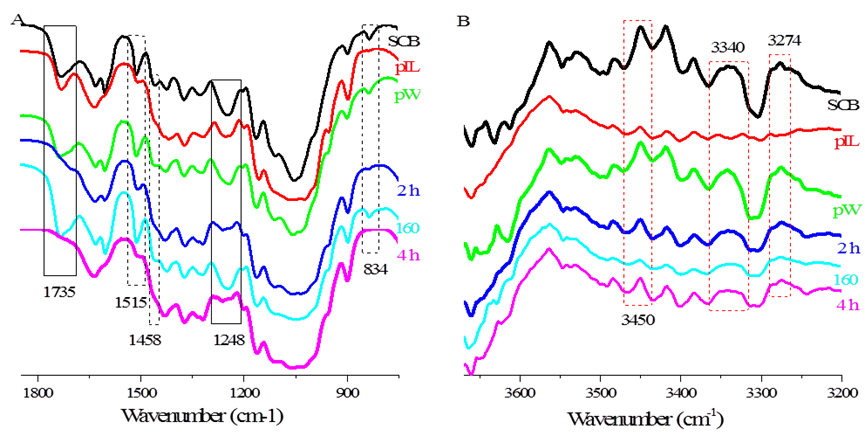 A
SCB
pIL
pW
2 h
160
4 h
1735
1515
1458
1248
834
1800
1500
1200
900
Wavenumber (cm-1)
B
3450
3340
3274
SCB
pIL
pW
2 h
160
4 h
3600
3500
3400
3300
3200
Wavenumber (cm⁻¹)